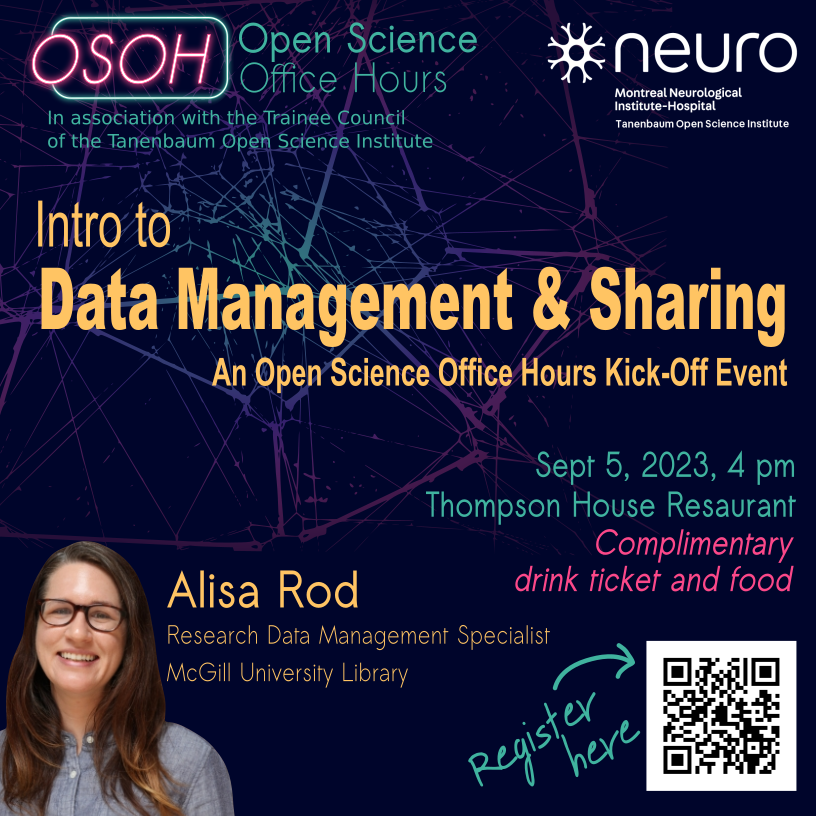 OSOH
Open Science
Office Hours
In association with the Trainee Council
of the Tanenbaum Open Science Institute
neuro
Montreal Neurological
Institute-Hospital
Tanenbaum Open Science Institute
Intro to
Data Management & Sharing
An Open Science Office Hours Kick-Off Event
Sept 5, 2023, 4 pm
Thompson House Resaurant
Complimentary
drink ticket and food
Alisa Rod
Research Data Management Specialist
McGill University Library
Register
here